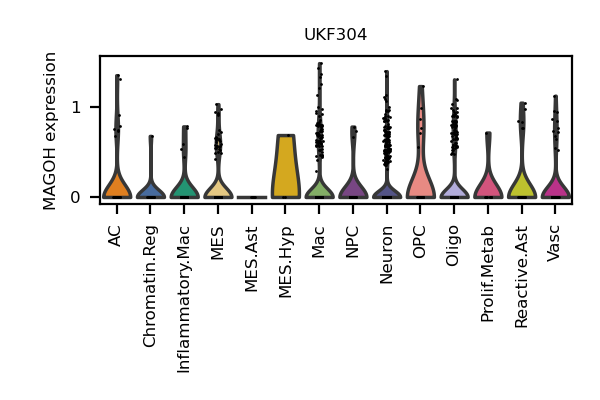 UKF304
MAGOH expression
1
0
AC
Chromatin.Reg
Inflammatory.Mac
MES
MES.Ast
MES.Hyp
Mac
NPC
Neuron
OPC
Oligo
Prolif.Metab
Reactive.Ast
Vasc